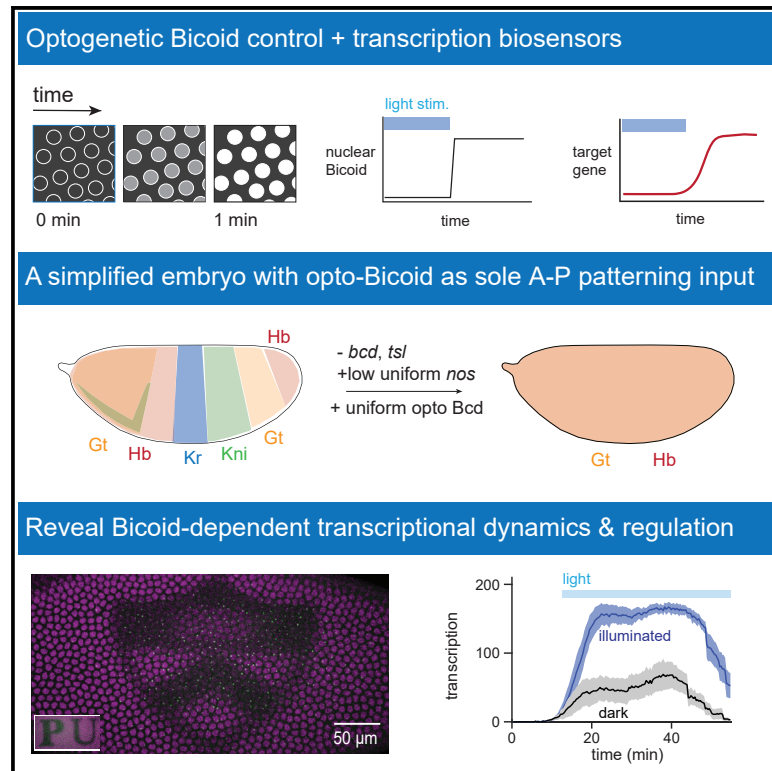 Optogenetic Bicoid control + transcription biosensors
time
0 min
1 min
light stim.
nuclear
Bicoid
time
target
gene
time
A simplified embryo with opto-Bicoid as sole A-P patterning input
Hb
Gt
Hb
Kr
Kni
Gt
- bcd, tsl
+low uniform nos
+ uniform opto Bcd
Gt
Hb
Reveal Bicoid-dependent transcriptional dynamics & regulation
PU
50 µm
light
200
100
0
transcription
illuminated
dark
0
20
40
time (min)